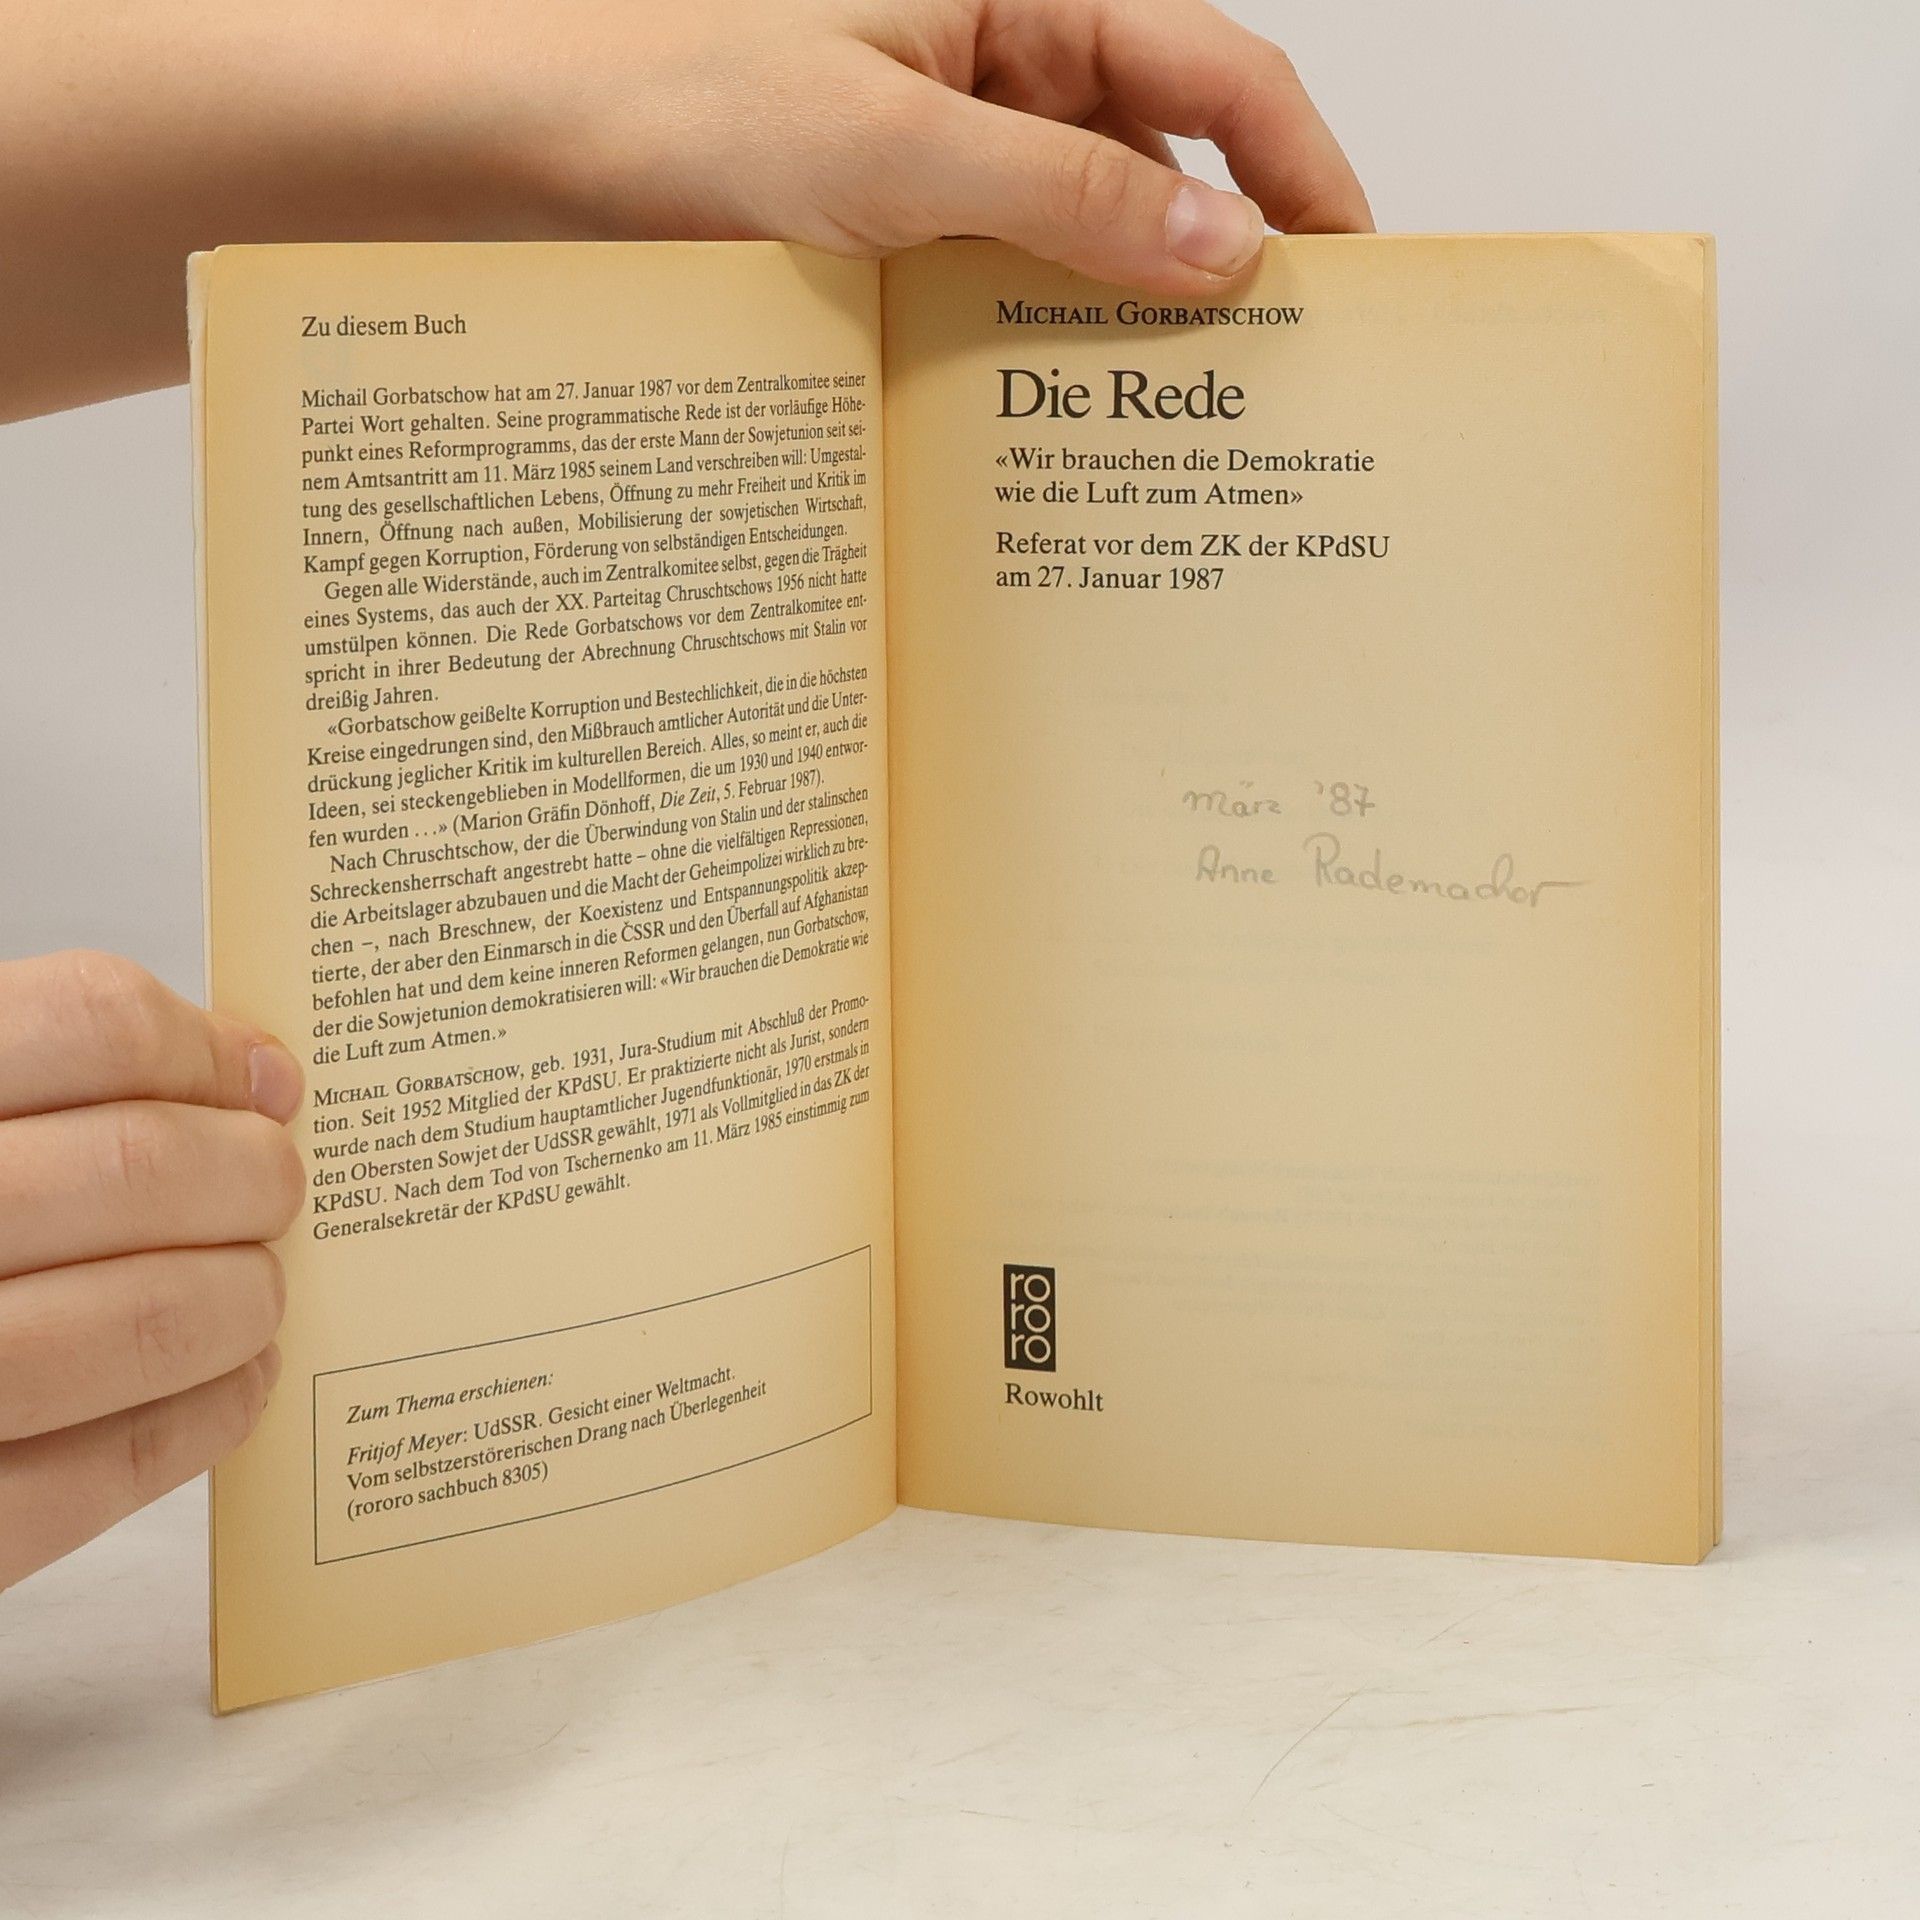 Zu diesem Buch
Michail Gorbatschow hat am 27. Januar 1987 vor dem Zentralkomitee seiner
Partei Wort gehalten. Seine programmatische Rede ist der vorläufige Höhe-
punkt eines Reformprogramms, das der erste Mann der Sowjetunion seit sei-
nem Amtsantritt am 11. März 1985 seinem Land verschreiben will: Umgestal-
tung des gesellschaftlichen Lebens, Öffnung zu mehr Freiheit und Kritik im
Innern, Öffnung nach außen, Mobilisierung der sowjetischen Wirtschaft,
Kampf gegen Korruption, Förderung von selbständigen Entscheidungen.
Gegen alle Widerstände, auch im Zentralkomitee selbst, gegen die Trägheit
eines Systems, das auch der XX. Parteitag Chruschtschows 1956 nicht hatte
umstülpen können. Die Rede Gorbatschows vor dem Zentralkomitee ent-
spricht in ihrer Bedeutung der Abrechnung Chruschtschows mit Stalin vor
dreißig Jahren.
«Gorbatschow geißelte Korruption und Bestechlichkeit, die in die höchsten
Kreise eingedrungen sind, den Mißbrauch amtlicher Autorität und die Unter-
drückung jeglicher Kritik im kulturellen Bereich. Alles, so meint er, auch die
Ideen, sei steckengeblieben in Modellformen, die um 1930 und 1940 entwor-
fen wurden ...» (Marion Gräfin Dönhoff, Die Zeit, 5. Februar 1987).
Nach Chruschtschow, der die Überwindung von Stalin und der stalinschen
Schreckensherrschaft angestrebt hatte – ohne die vielfältigen Repressionen,
die Arbeitslager abzubauen und die Macht der Geheimpolizei wirklich zu bre-
chen –, nach Breschnew, der Koexistenz und Entspannungspolitik akzep-
tierte, der aber den Einmarsch in die ČSSR und den Überfall auf Afghanistan
befohlen hat und dem keine inneren Reformen gelangen, nun Gorbatschow,
der die Sowjetunion demokratisieren will: «Wir brauchen die Demokratie wie
die Luft zum Atmen.»
MICHAIL GORBATSCHOW, geb. 1931, Jura-Studium mit Abschluß der Promo-
tion. Seit 1952 Mitglied der KPdSU. Er praktizierte nicht als Jurist, sondern
wurde nach dem Studium hauptamtlicher Jugendfunktionär, 1970 erstmals in
den Obersten Sowjet der UdSSR gewählt, 1971 als Vollmitglied in das ZK der
KPdSU. Nach dem Tod von Tschernenko am 11. März 1985 einstimmig zum
Generalsekretär der KPdSU gewählt.
Zum Thema erschienen:
Fritjof Meyer: UdSSR. Gesicht einer Weltmacht.
Vom selbstzerstörerischen Drang nach Überlegenheit
(rororo sachbuch 8305)
MICHAIL GORBATSCHOW
Die Rede
«Wir brauchen die Demokratie
wie die Luft zum Atmen»
Referat vor dem ZK der KPdSU
am 27. Januar 1987
März '87
Anne Rademacher
ro
ro
ro
Rowohlt